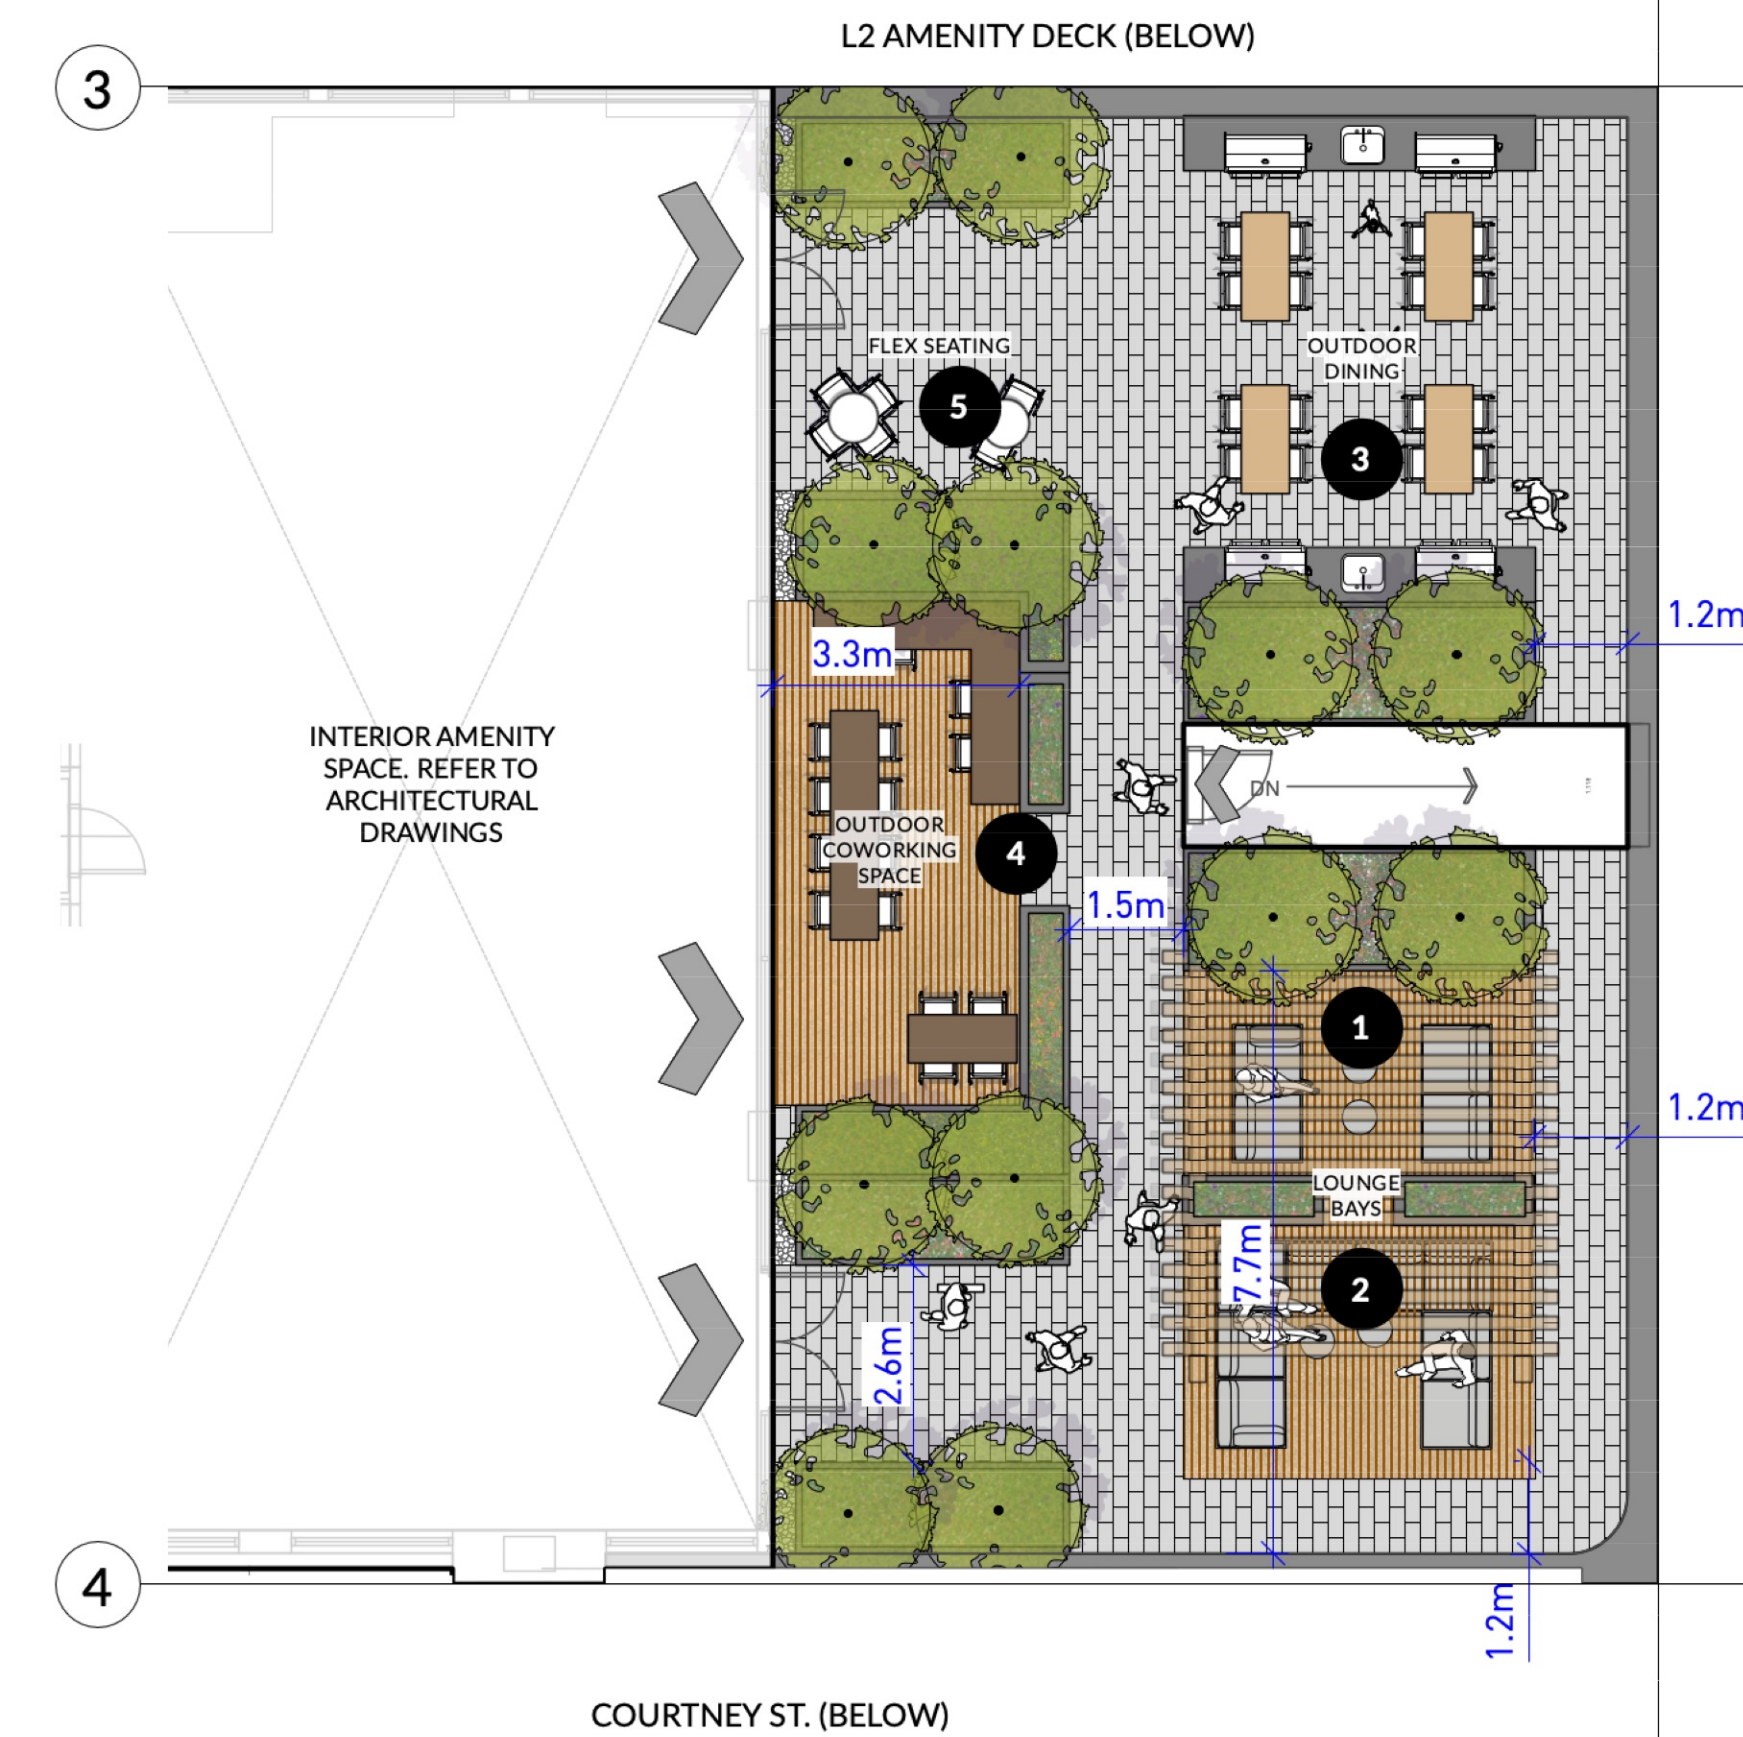 L2 AMENITY DECK (BELOW)
3
FLEX SEATING
5
OUTDOOR
DINING
3
1.2m
3.3m
INTERIOR AMENITY
SPACE. REFER TO
ARCHITECTURAL
DRAWINGS
DN
OUTDOOR
COWORKING
SPACE
4
1.5m
1
1.2m
LOUNGE
BAYS
7.7m
2
2.6m
4
1.2m
COURTNEY ST. (BELOW)